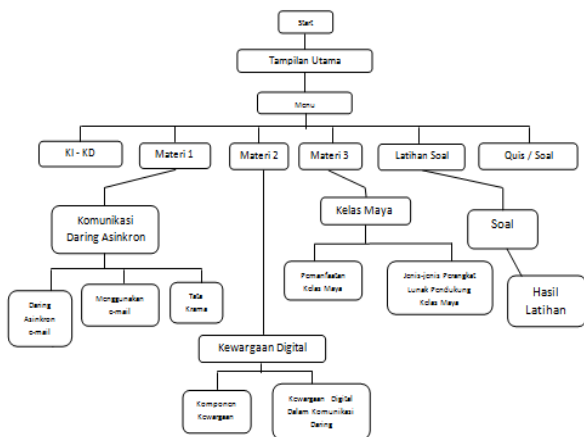 Start
Tampilan Utama
Menu
KI - KD
Materi 1
Materi 2
Materi 3
Latihan Soal
Quis / Soal
Komunikasi
Daring Asinkron
Kelas Maya
Soal
Daring
Asinkron
e-mail
Menggunakan
e-mail
Tata
Krama
Pemanfaatan
Kelas Maya
Jenis-jenis Perangkat
Lunak Pendukung
Kelas Maya
Hasil
Latihan
Kewargaan Digital
Komponen
Kewargaan
Kewargaan Digital
Dalam Komunikasi
Daring